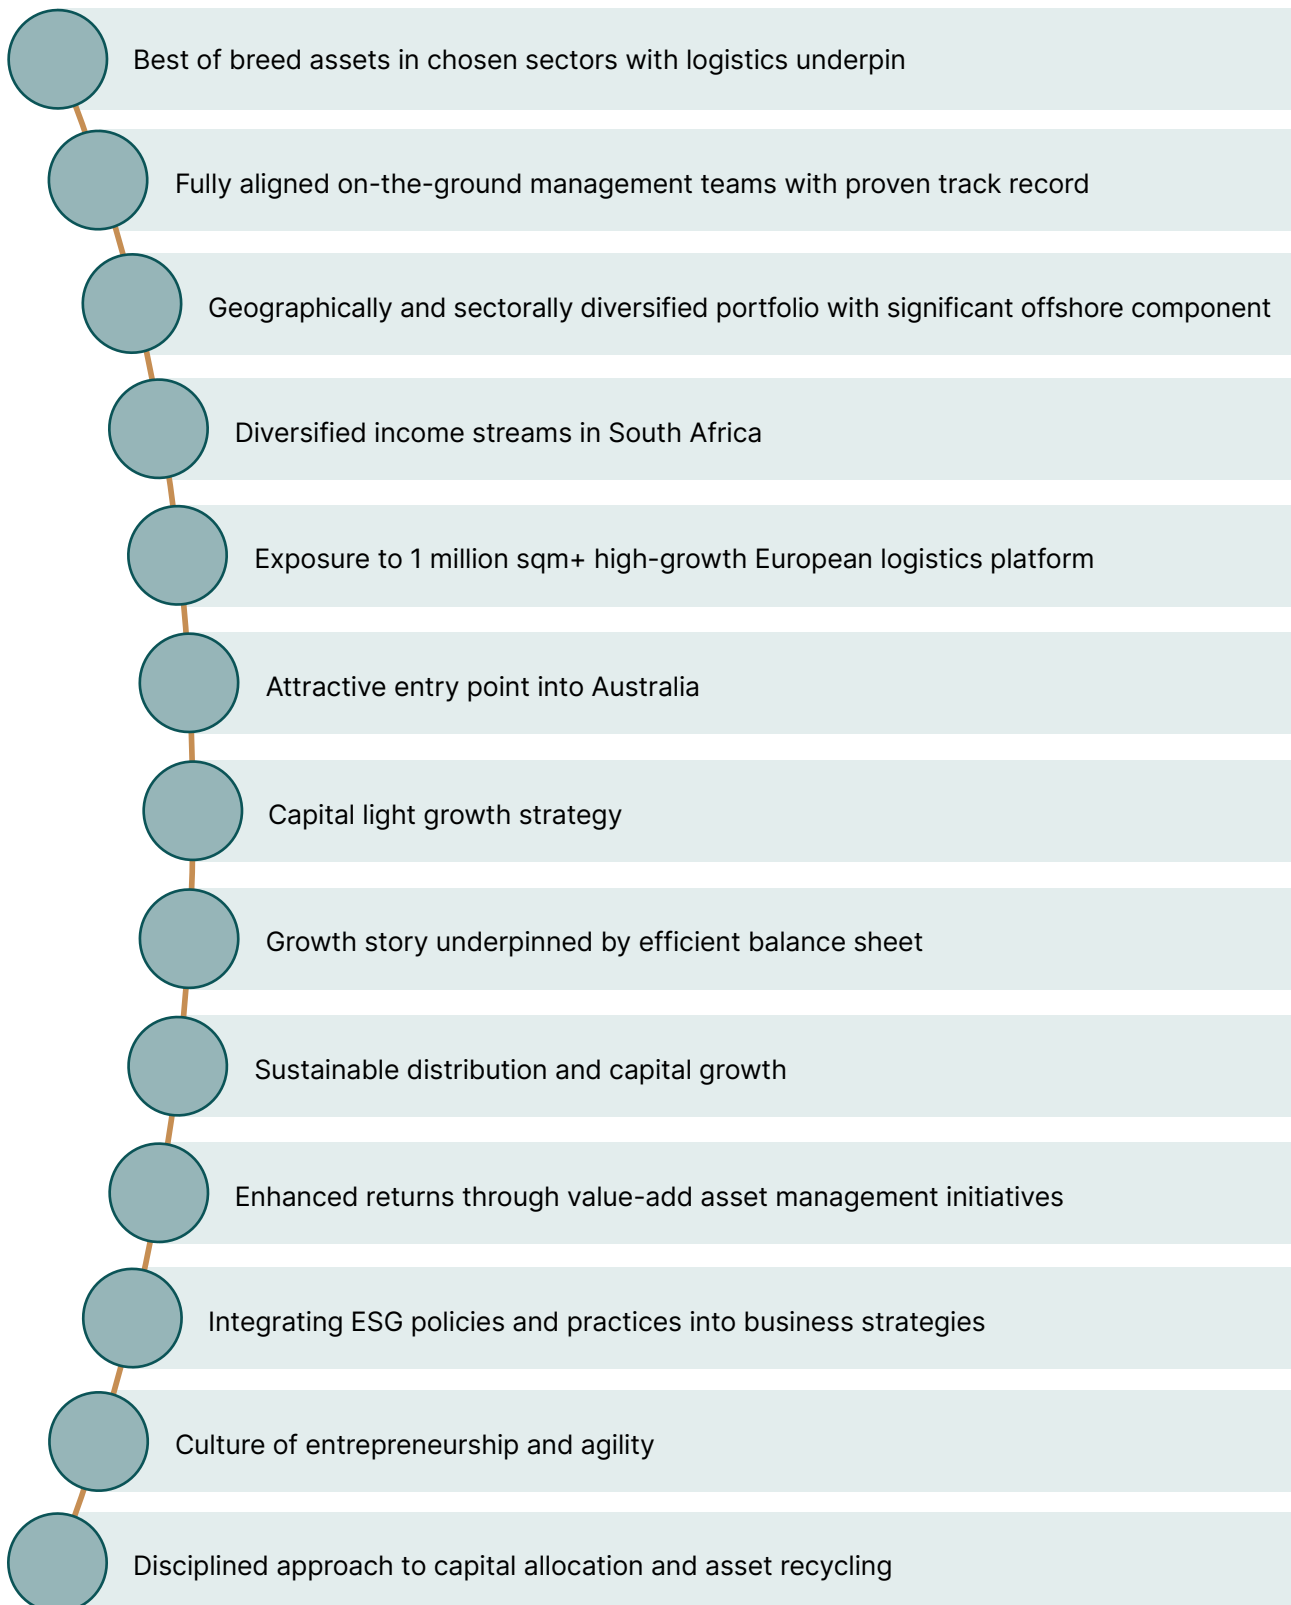 Best of breed assets in chosen sectors with logistics underpin
Fully aligned on-the-ground management teams with proven track record
Geographically and sectorally diversified portfolio with significant offshore component
Diversified income streams in South Africa
Exposure to 1 million sqm+ high-growth European logistics platform
Attractive entry point into Australia
Capital light growth strategy
Growth story underpinned by efficient balance sheet
Sustainable distribution and capital growth
Enhanced returns through value-add asset management initiatives
Integrating ESG policies and practices into business strategies
Culture of entrepreneurship and agility
Disciplined approach to capital allocation and asset recycling